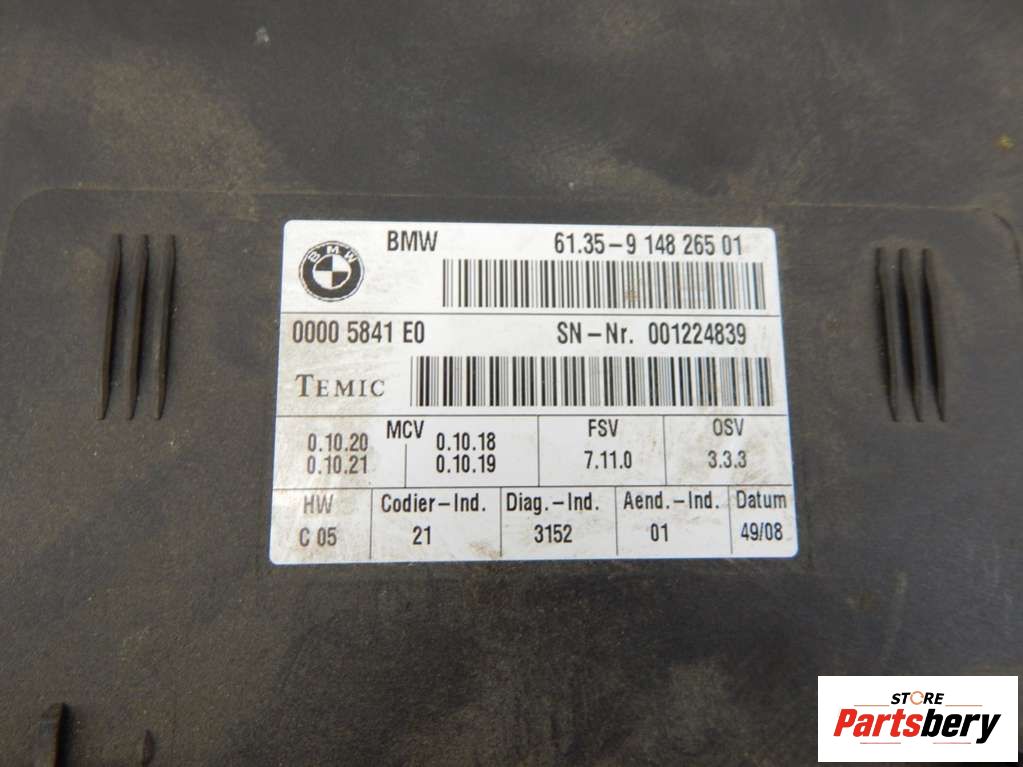 BMW
BMW 61.35-9 148 265 01
0000 5841 E0 SN-Nr. 001224839
TEMIC
MCV FSV OSV
0.10.20 0.10.18
0.10.21 0.10.19 7.11.0 3.3.3
HW Codier-Ind. Diag.-Ind. Aend.-Ind. Datum
C 05 21 3152 01 49/08
STORE
Partsbery